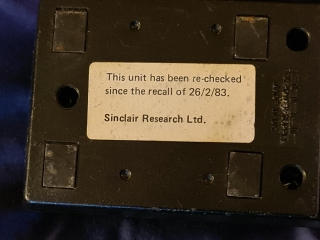 This unit has been re-checked
since the recall of 26/2/83.
Sinclair Research Ltd.